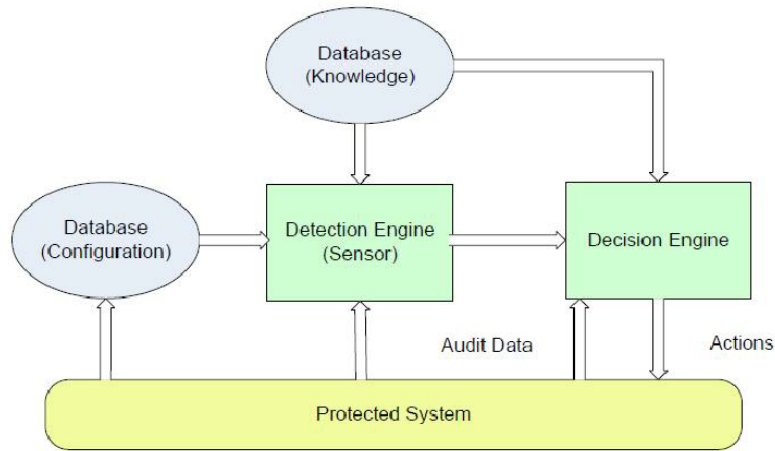 Database
(Knowledge)
Database
(Configuration)
Detection Engine
(Sensor)
Decision Engine
Audit Data
Actions
Protected System